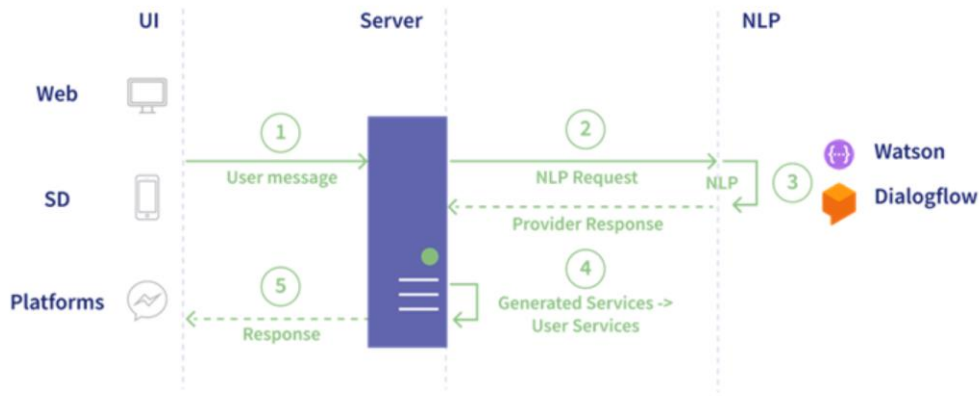 UI
Server
NLP
Web
1
2
User message
NLP Request
NLP
3
Watson
SD
Dialogflow
Provider Response
4
5
Platforms
Generated Services ->
User Services
Response
{...}